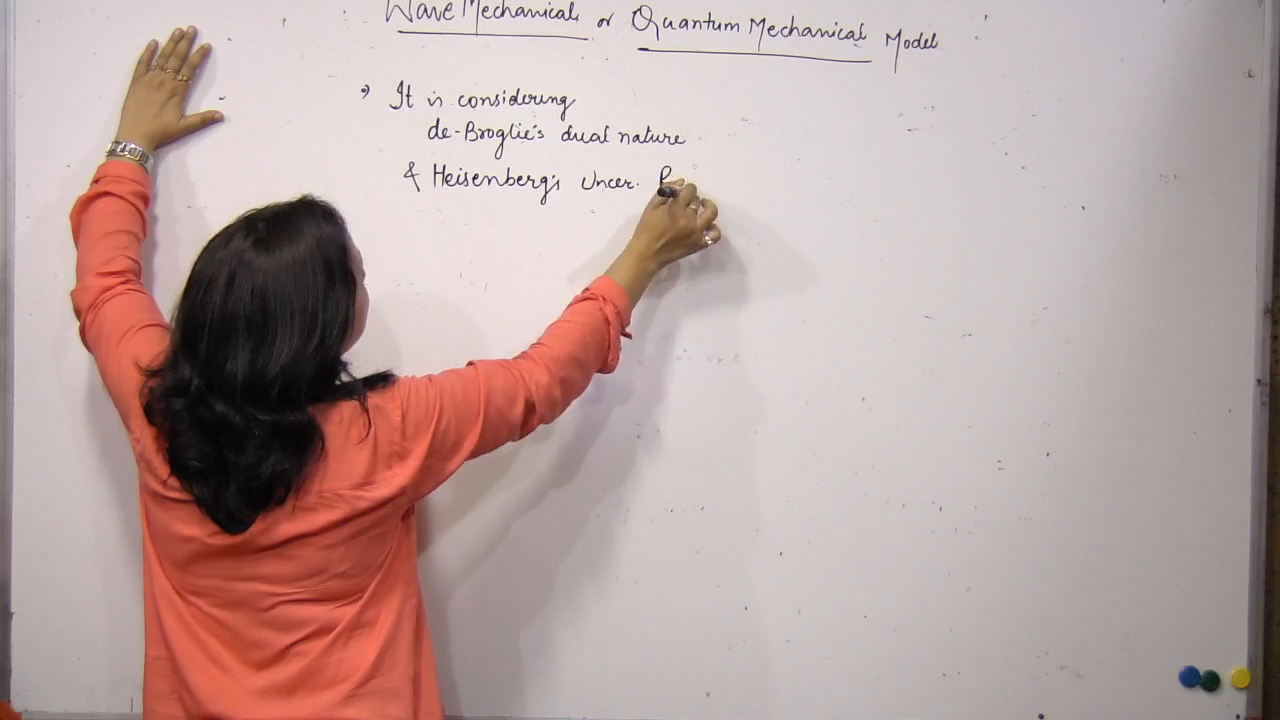 Wave Mechanical or Quantum Mechanical Model
→ It is considering
de-Broglie's dual nature
& Heisenberg's Uncer. P